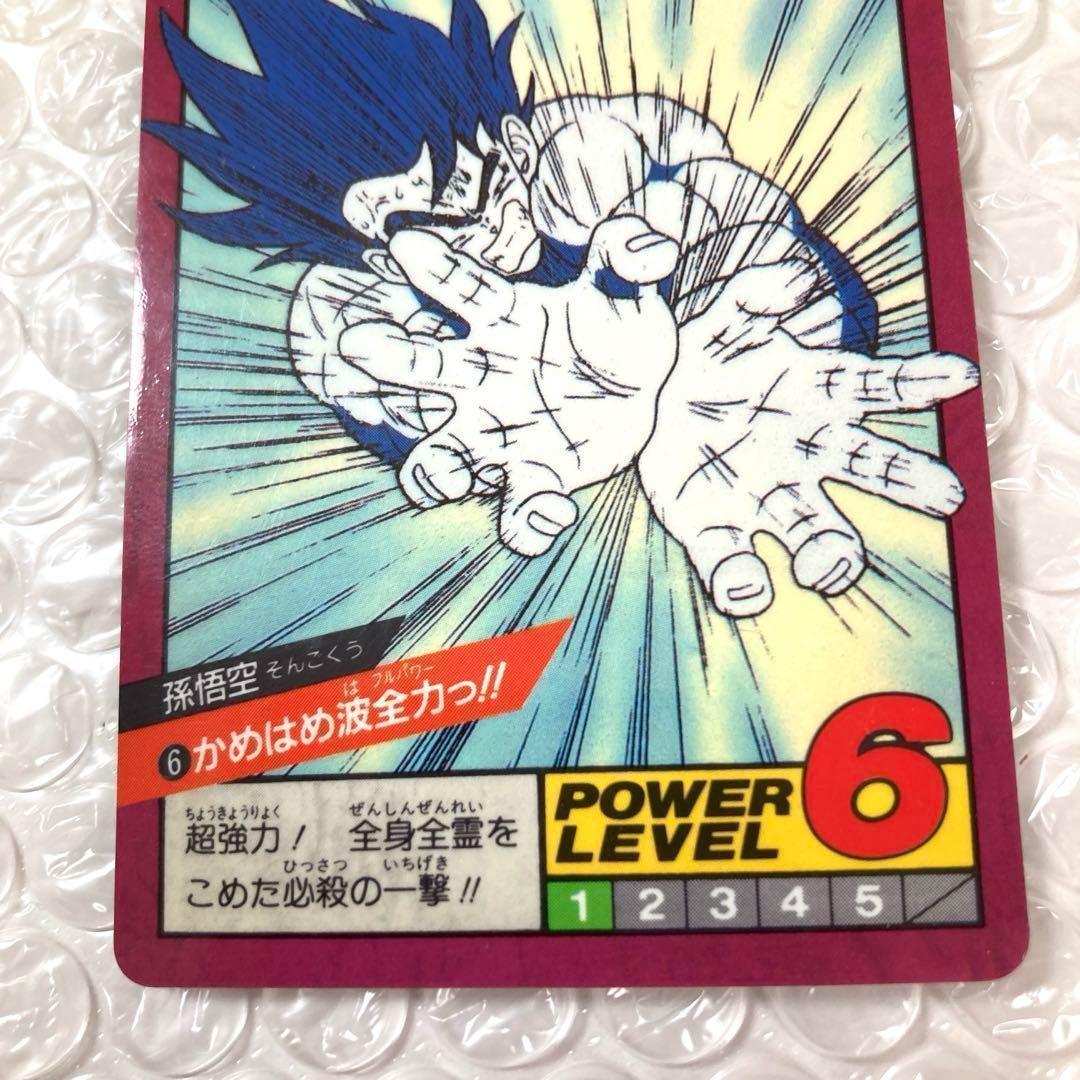 孫悟空 そんごくう
は フルパワー
❻かめはめ波全力っ!!
ちょうきょうりょく ぜんしんぜんれい
超強力! 全身全霊を
ひっさつ いちげき
こめた必殺の一撃!!
POWER
LEVEL 6
1 2 3 4 5